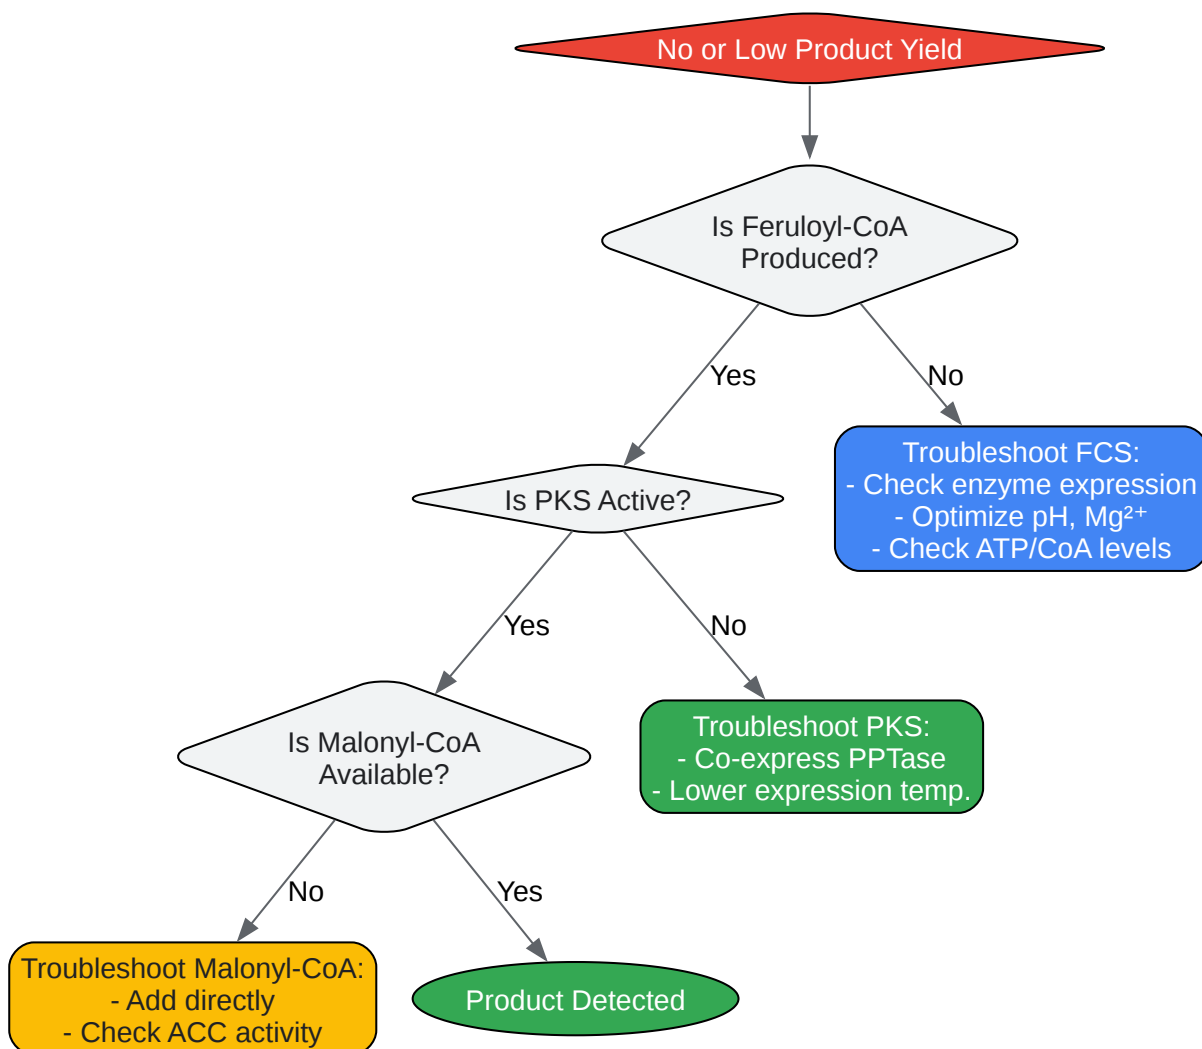 No or Low Product Yield
Is Feruloyl-CoA
Produced?
Yes
No
Troubleshoot FCS:
- Check enzyme expression
- Optimize pH, Mg²⁺
- Check ATP/CoA levels
Is PKS Active?
Yes
No
Troubleshoot PKS:
- Co-express PPTase
- Lower expression temp.
Is Malonyl-CoA
Available?
No
Yes
Troubleshoot Malonyl-CoA:
- Add directly
- Check ACC activity
Product Detected